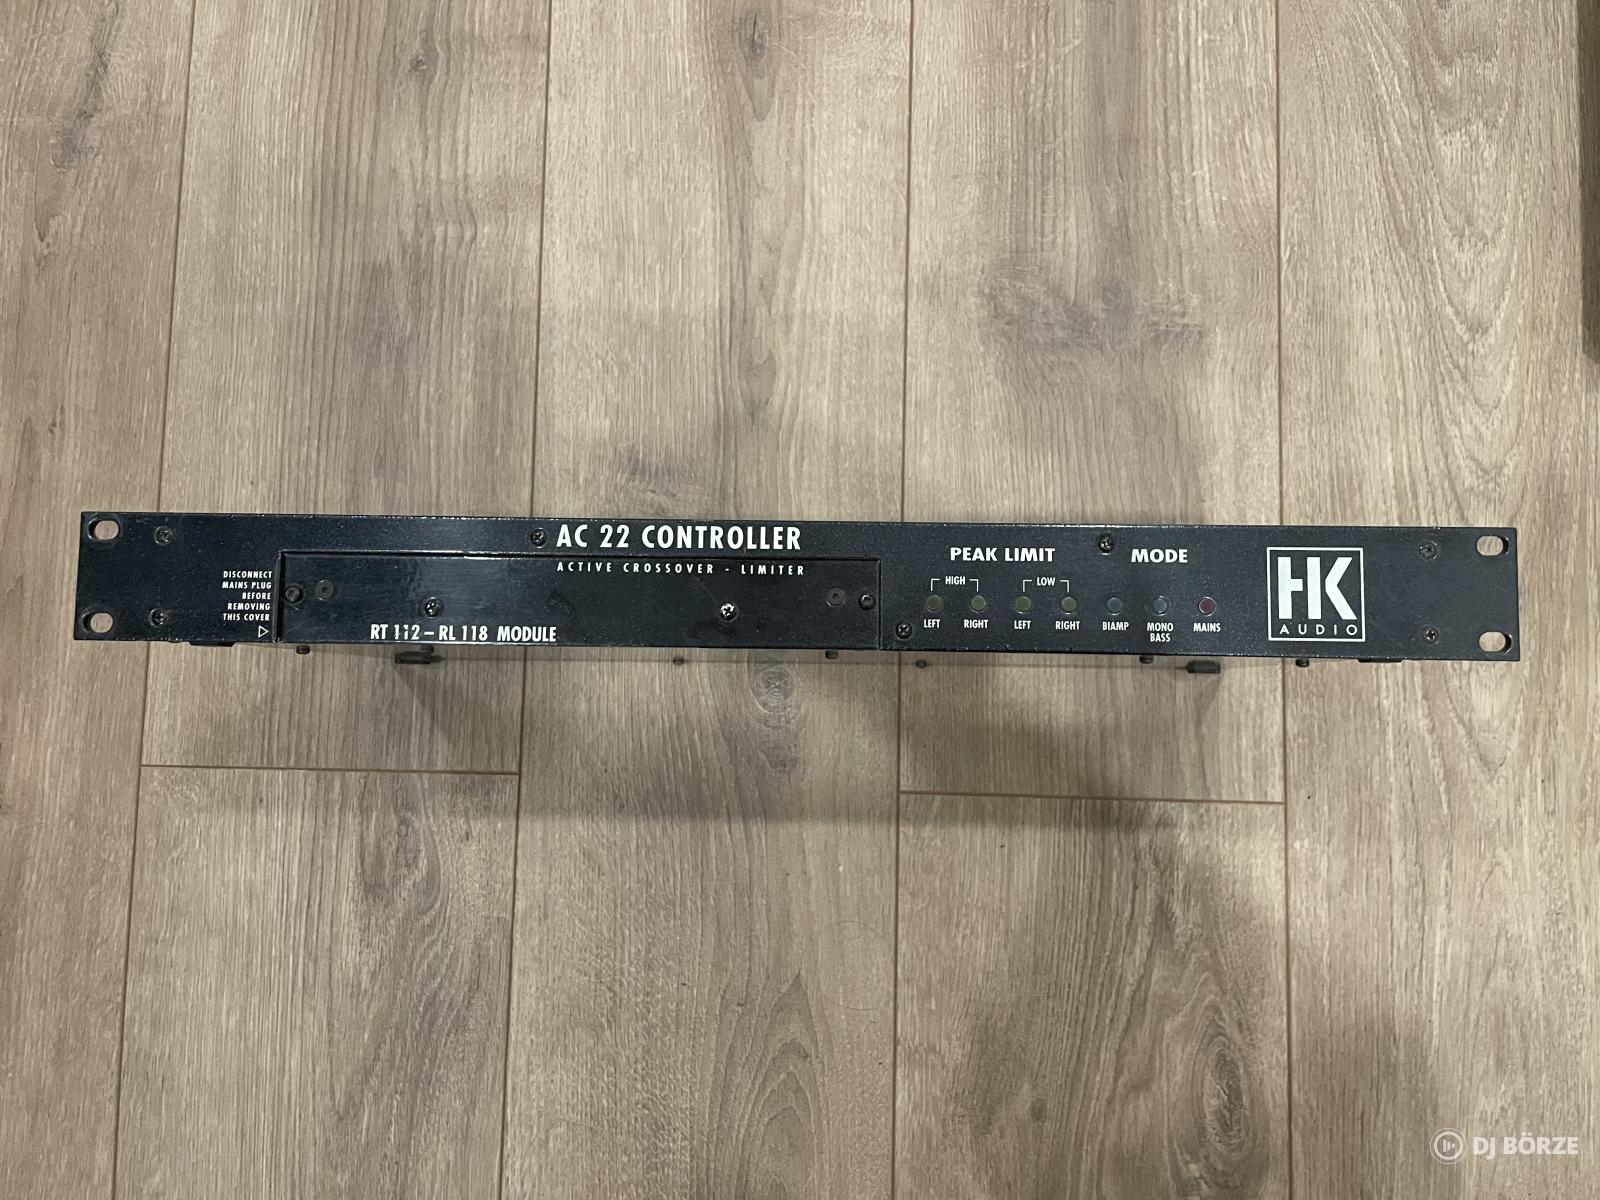 AC 22 CONTROLLER
ACTIVE CROSSOVER - LIMITER
DISCONNECT
MAINS PLUG
BEFORE
REMOVING
THIS COVER
RT 112 – RL 118 MODULE
PEAK LIMIT
HIGH
LOW
LEFT
RIGHT
LEFT
RIGHT
MODE
BIAMP
MONO
BASS
MAINS
HK
AUDIO
DJ BÖRZE